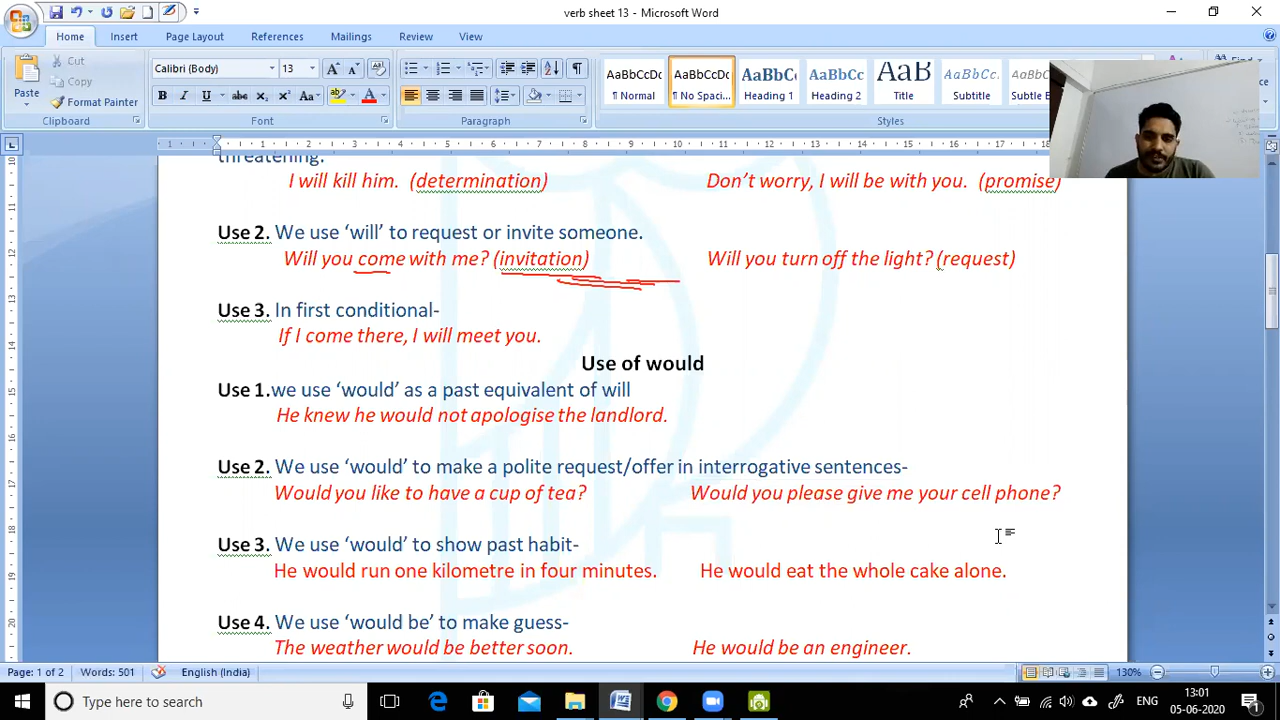 verb sheet 13 - Microsoft Word
Home Insert Page Layout References Mailings Review View
Cut
Copy
Format Painter
Paste
Calibri (Body) 13
AaBbCcDc AaBbCcDc AaBbCc AaBbCc AaB AaBbCcL
¶ Normal ¶ No Spaci... Heading 1 Heading 2 Title Subtitle Subtle E
Clipboard Font Paragraph Styles
threatening.
I will kill him. (determination) Don't worry, I will be with you. (promise)
Use 2. We use ‘will’ to request or invite someone.
Will you come with me? (invitation) Will you turn off the light? (request)
Use 3. In first conditional-
If I come there, I will meet you.
Use of would
Use 1.we use ‘would’ as a past equivalent of will
He knew he would not apologise the landlord.
Use 2. We use ‘would’ to make a polite request/offer in interrogative sentences-
Would you like to have a cup of tea? Would you please give me your cell phone?
Use 3. We use ‘would’ to show past habit-
He would run one kilometre in four minutes. He would eat the whole cake alone.
Use 4. We use ‘would be’ to make guess-
The weather would be better soon. He would be an engineer.
Page: 1 of 2 Words: 501 English (India) 130%
Type here to search
ENG
13:01
05-06-2020